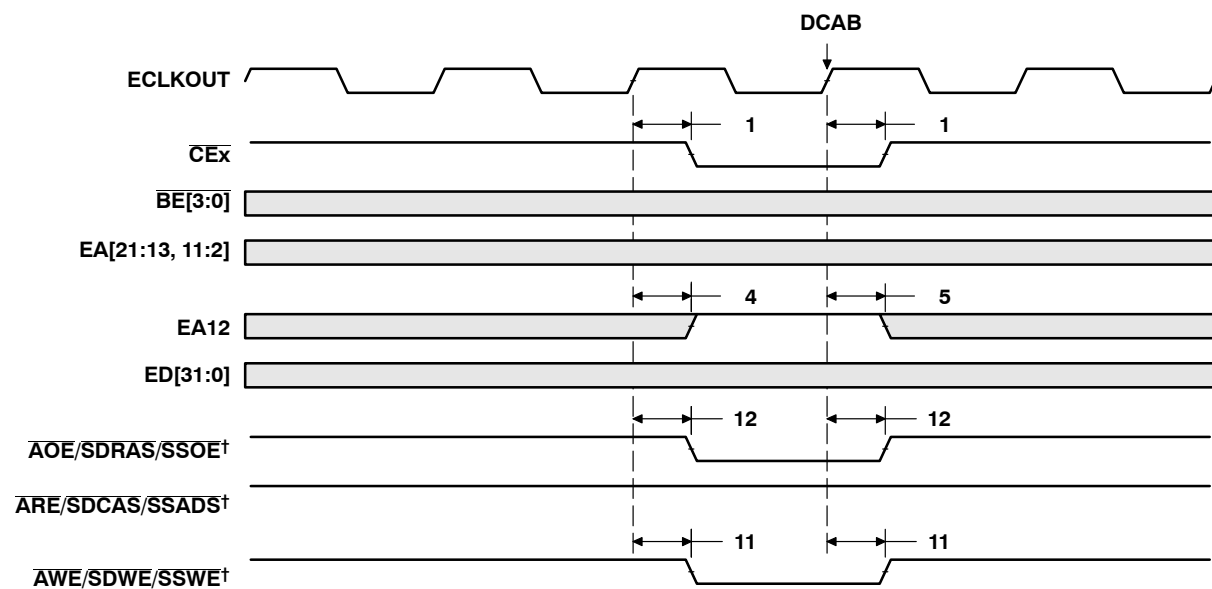 DCAB
ECLKOUT
1 1
CEx
BE[3:0]
EA[21:13, 11:2]
4 5
EA12
ED[31:0]
12 12
AOE/SDRAS/SSOE†
ARE/SDCAS/SSADS†
11 11
AWE/SDWE/SSWE†